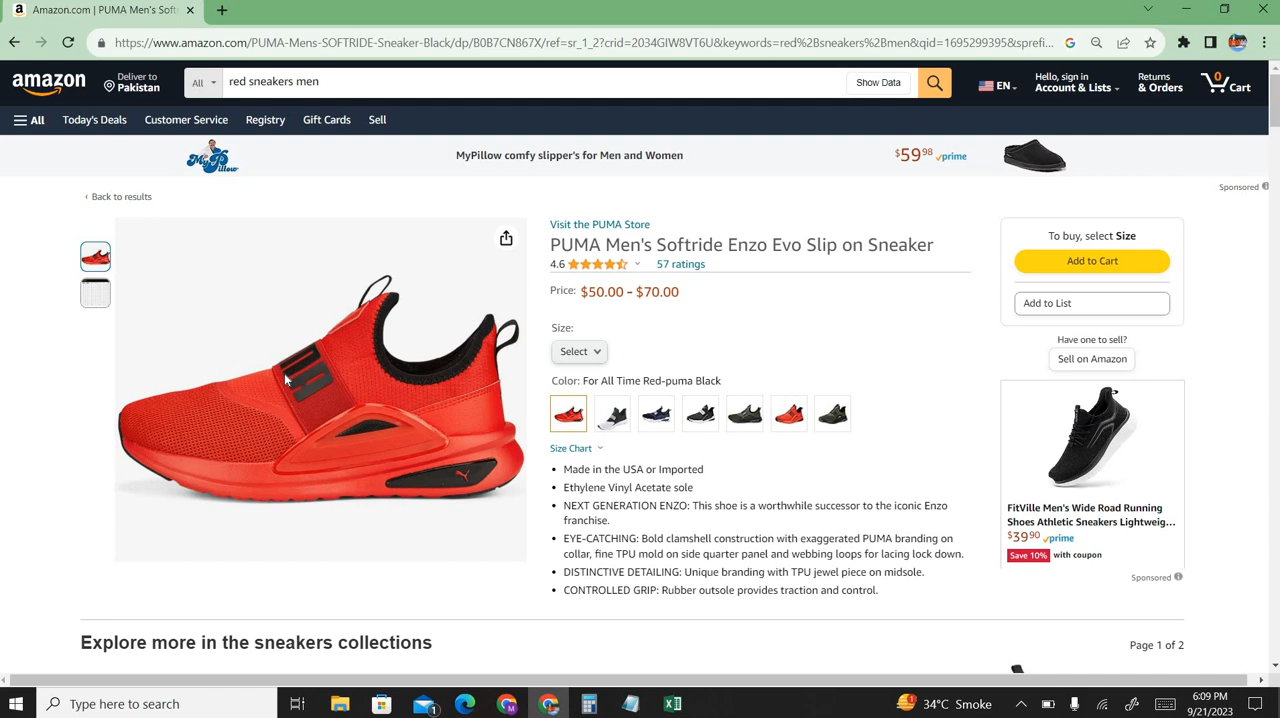 Amazon.com | PUMA Men's Soft
https://www.amazon.com/PUMA-Mens-SOFTRIDE-Sneaker-Black/dp/B0B7CN867X/ref=sr_1_2?crid=2034GIW8VT6U&keywords=red%2Bsneakers%2Bmen&qid=1695299395&sprefi...
amazon
Deliver to
Pakistan
All
red sneakers men
Show Data
EN
Hello, sign in
Account & Lists
Returns
& Orders
0
Cart
All
Today's Deals
Customer Service
Registry
Gift Cards
Sell
MyPillow
MyPillow comfy slipper's for Men and Women
$59 98
prime
Sponsored
‹ Back to results
Visit the PUMA Store
PUMA Men's Softride Enzo Evo Slip on Sneaker
4.6
57 ratings
Price: $50.00 - $70.00
Size:
Select
Color: For All Time Red-puma Black
Size Chart
• Made in the USA or Imported
• Ethylene Vinyl Acetate sole
• NEXT GENERATION ENZO: This shoe is a worthwhile successor to the iconic Enzo
franchise.
• EYE-CATCHING: Bold clamshell construction with exaggerated PUMA branding on
collar, fine TPU mold on side quarter panel and webbing loops for lacing lock down.
• DISTINCTIVE DETAILING: Unique branding with TPU jewel piece on midsole.
• CONTROLLED GRIP: Rubber outsole provides traction and control.
To buy, select Size
Add to Cart
Add to List
Have one to sell?
Sell on Amazon
FitVille Men's Wide Road Running
Shoes Athletic Sneakers Lightweig...
$39 90 prime
Save 10% with coupon
Sponsored
Explore more in the sneakers collections
Page 1 of 2
Type here to search
1
34°C Smoke
6:09 PM
9/21/2023